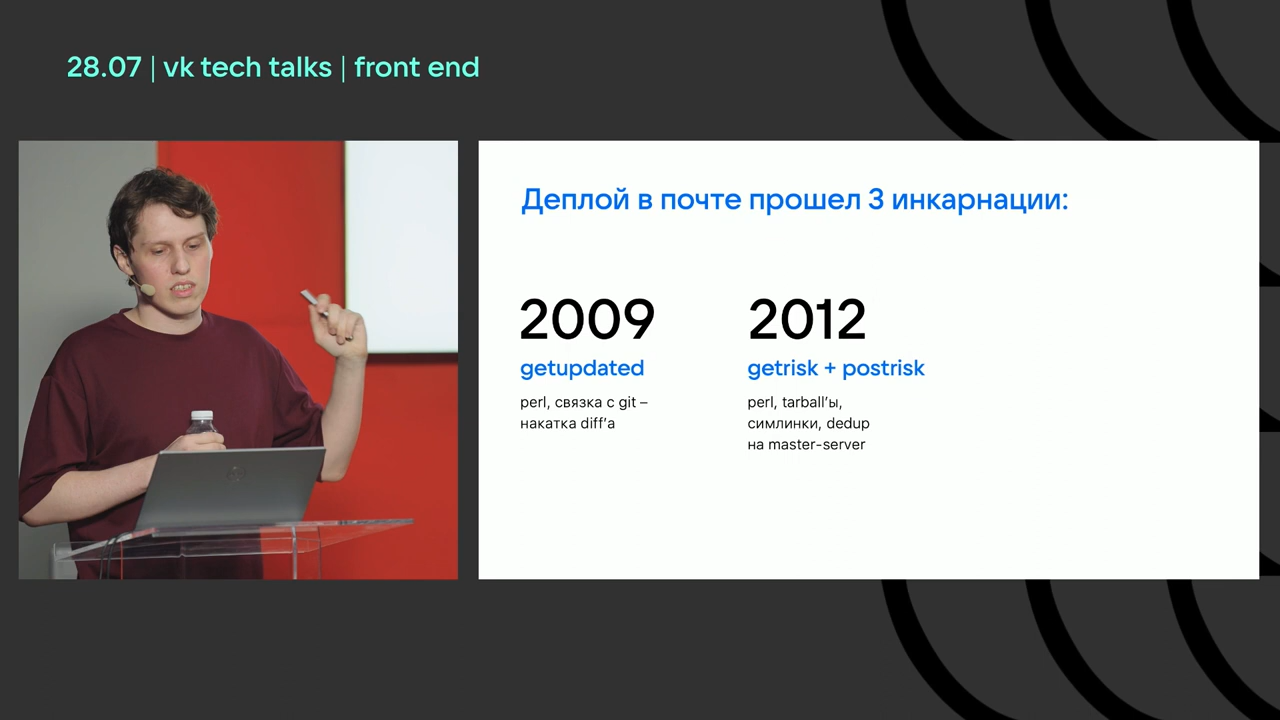 28.07 | vk tech talks | front end
Деплой в почте прошел 3 инкарнации:
2009
getupdated
perl, связка с git –
накатка diff’а
2012
getrisk + postrisk
perl, tarball’ы,
симлинки, dedup
на master-server